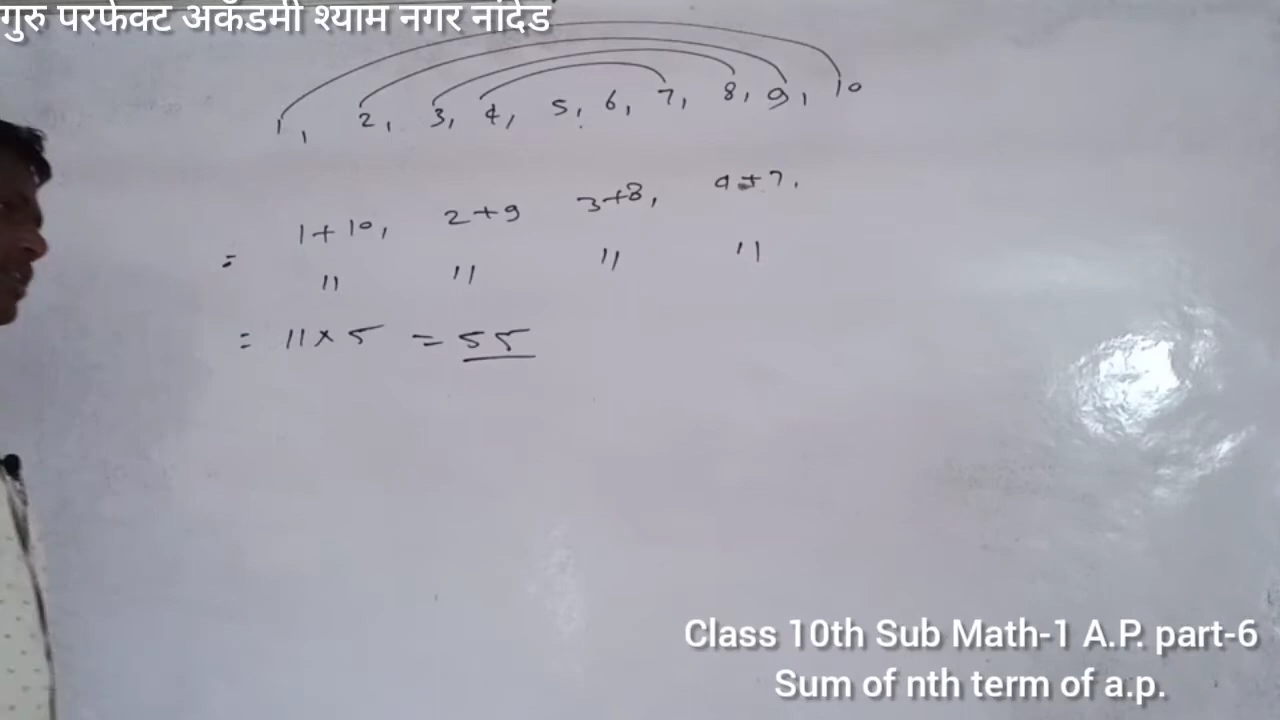 गुरु परफेक्ट अकॅडमी श्याम नगर नांदेड
1, 2, 3, 4, 5, 6, 7, 8, 9, 10
= 1+10, 2+9 3+8, 4+7,
11 11 11 11
= 11×5 = 55
Class 10th Sub Math-1 A.P. part-6
Sum of nth term of a.p.